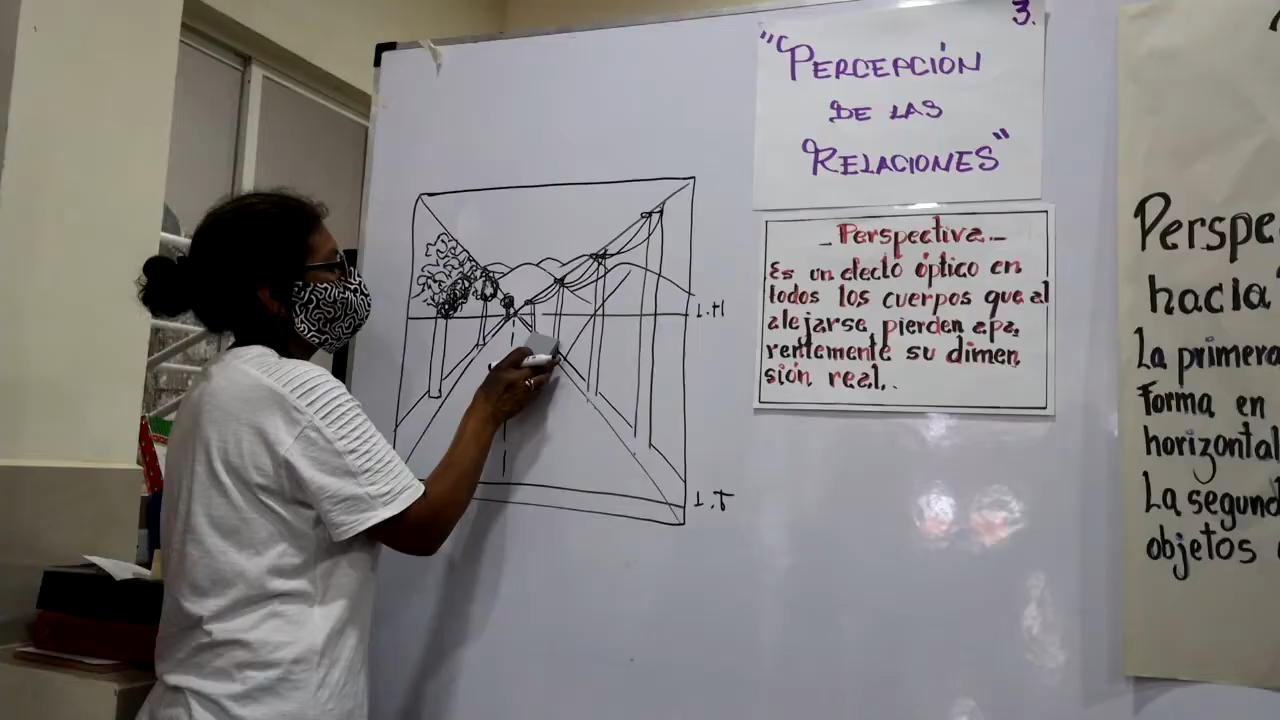 3.
"PERCEPCIÓN
DE LAS
RELACIONES"
- Perspectiva -
Es un efecto óptico en
todos los cuerpos que al
alejarse, pierden apa,
rentemente su dimen
sión real..
L.H
L.T
Perspe
hacia
La primera
forma en
horizontal
La segund
objetos